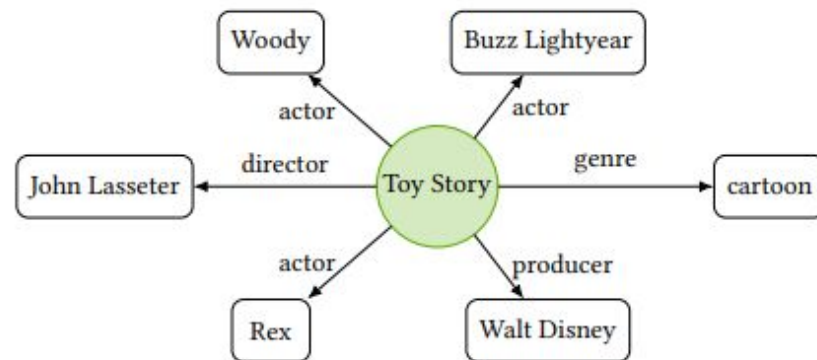 Woody
Buzz Lightyear
actor
actor
John Lasseter
director
Toy Story
genre
cartoon
actor
producer
Rex
Walt Disney